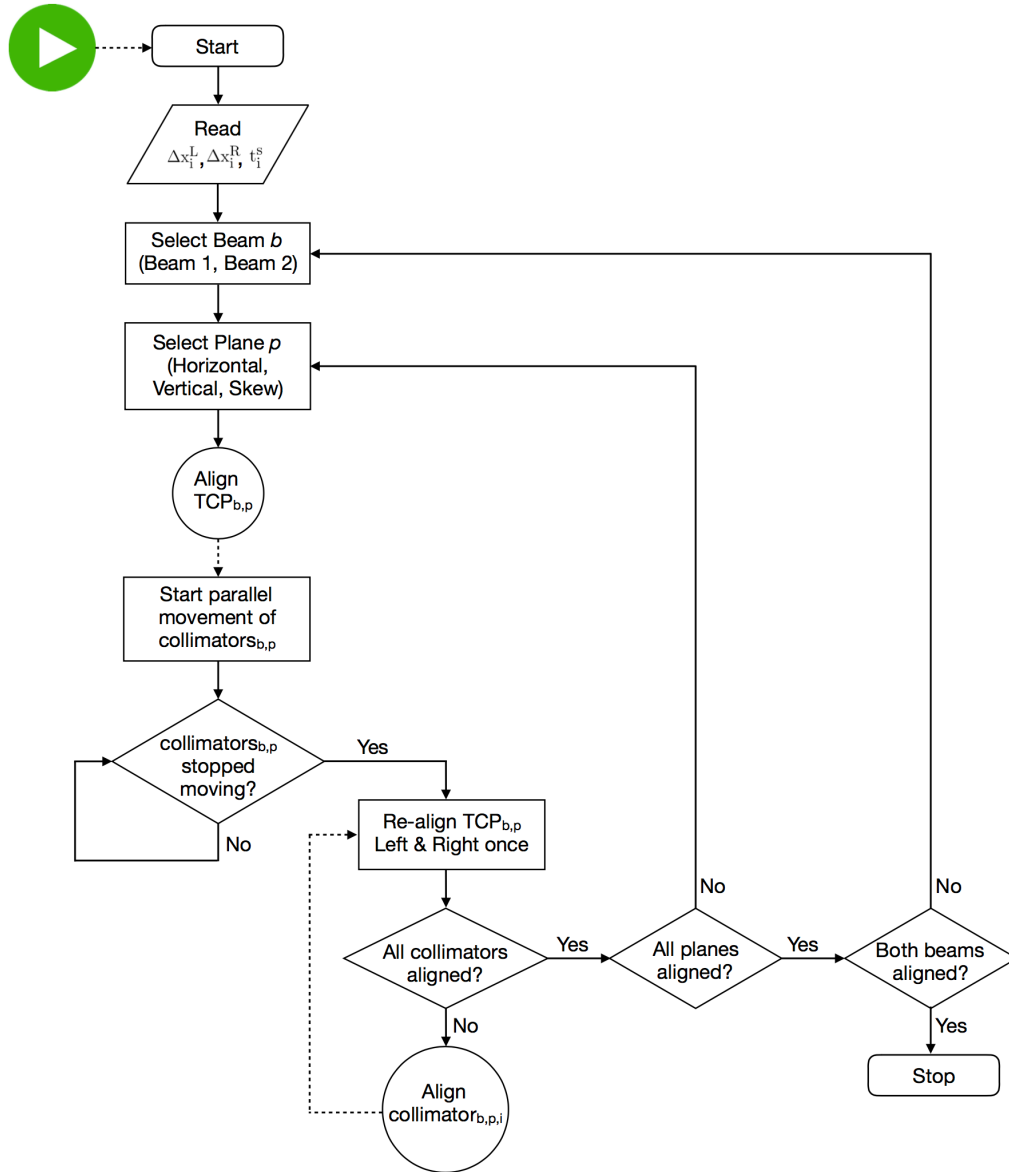 Start
Read
Δx_i^L, Δx_i^R, t_i^s
Select Beam b
(Beam 1, Beam 2)
Select Plane p
(Horizontal,
Vertical, Skew)
Align
TCP_b,p
Start parallel
movement of
collimators_b,p
collimators_b,p
stopped
moving?
Yes
No
Re-align TCP_b,p
Left & Right once
All collimators
aligned?
Yes
No
Align
collimator_b,p,i
All planes
aligned?
No
Yes
Both beams
aligned?
No
Yes
Stop